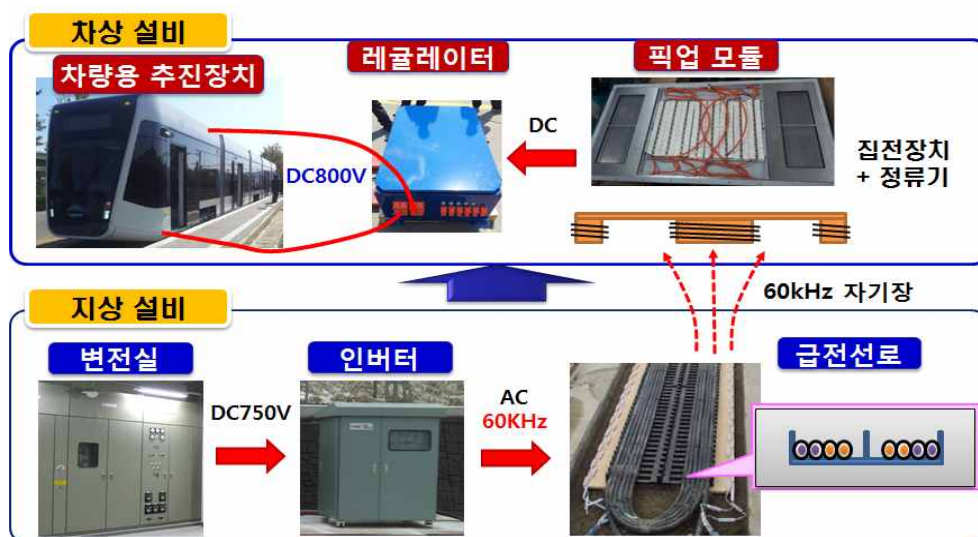 차상 설비
차량용 추진장치
레귤레이터
픽업 모듈
DC
DC800V
집전장치
+ 정류기
60kHz 자기장
지상 설비
변전실
인버터
급전선로
DC750V
AC
60KHz